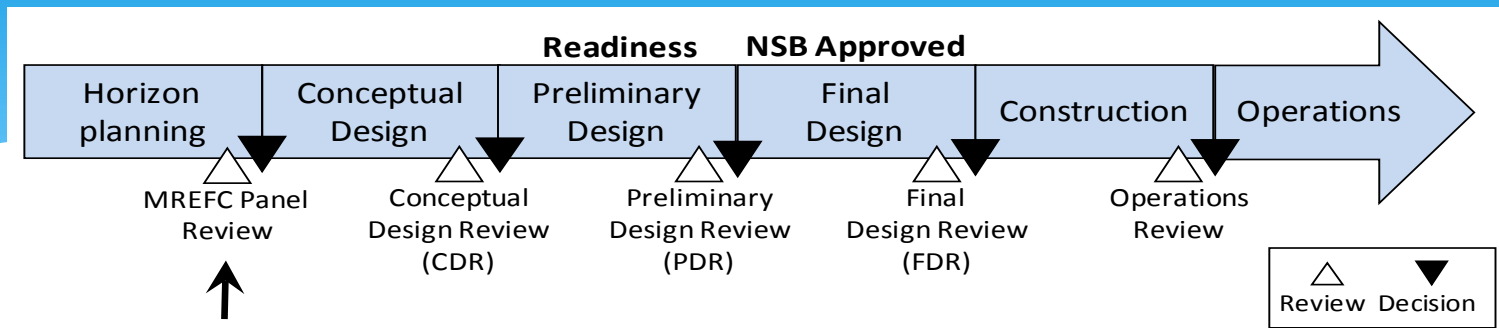 Readiness
NSB Approved
Horizon
planning
Conceptual
Design
Preliminary
Design
Final
Design
Construction
Operations
MREFC Panel
Review
Conceptual
Design Review
(CDR)
Preliminary
Design Review
(PDR)
Final
Design Review
(FDR)
Operations
Review
Review Decision